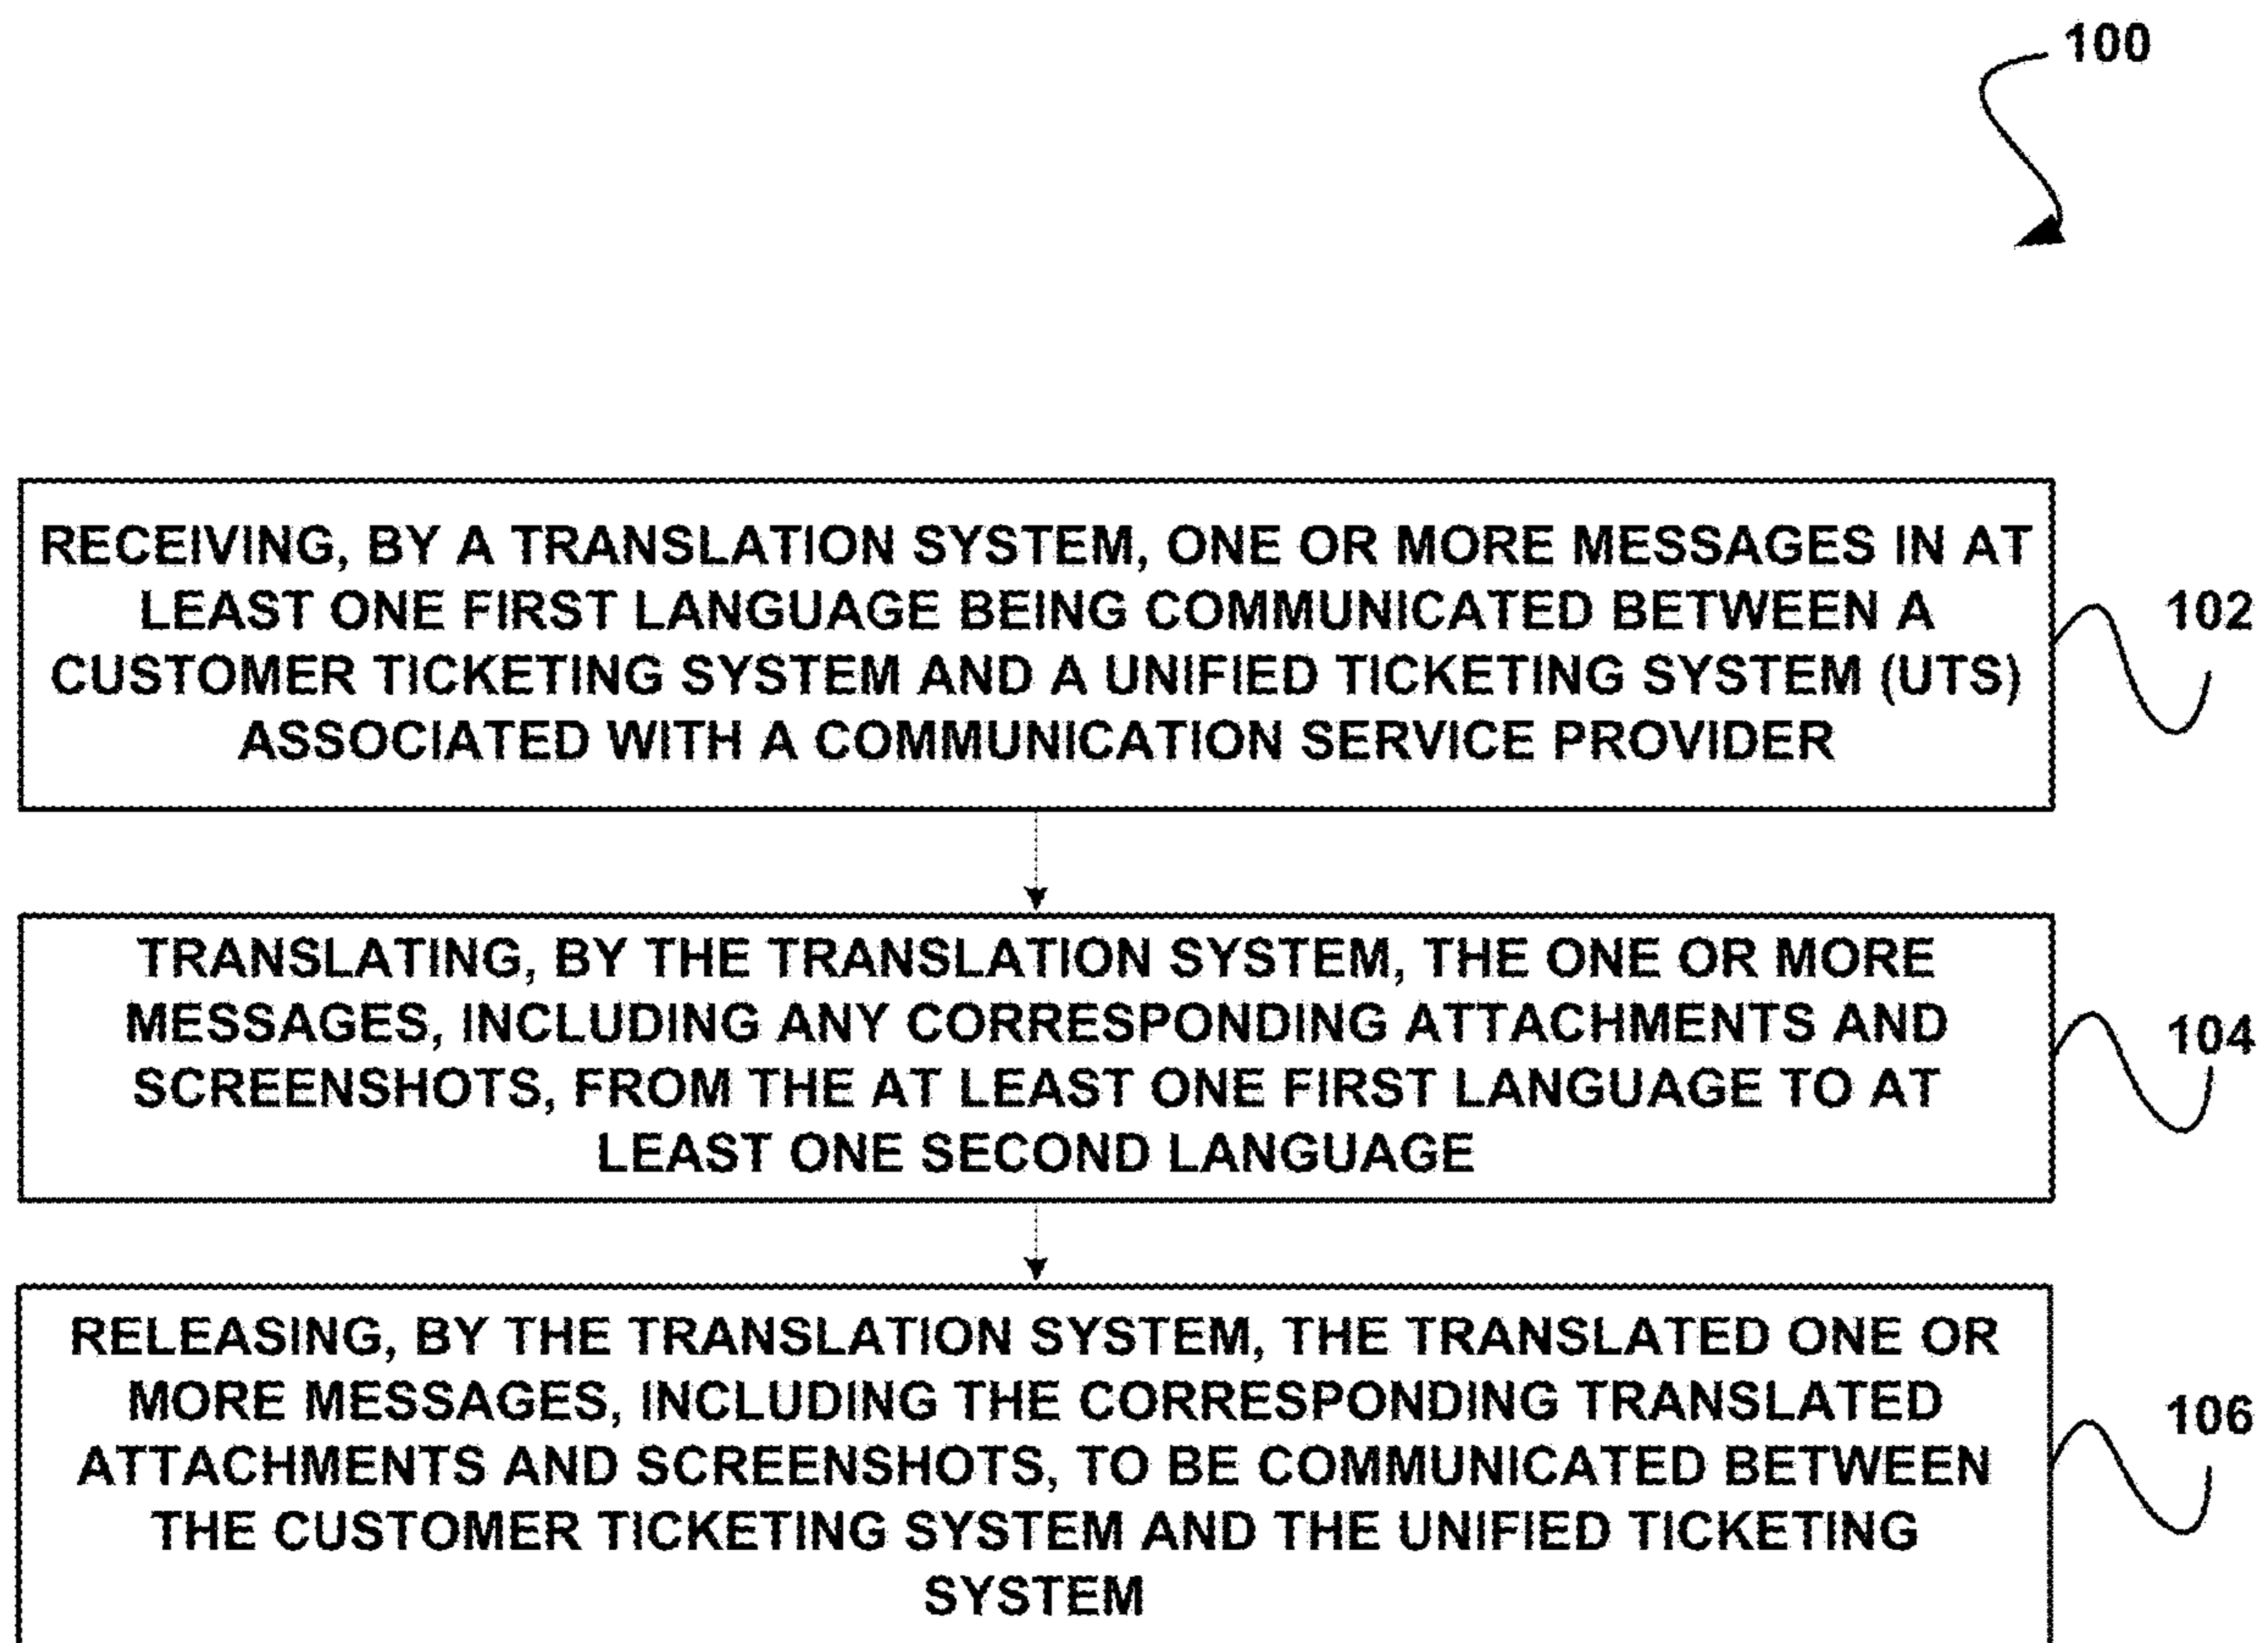 100
RECEIVING, BY A TRANSLATION SYSTEM, ONE OR MORE MESSAGES IN AT
LEAST ONE FIRST LANGUAGE BEING COMMUNICATED BETWEEN A
CUSTOMER TICKETING SYSTEM AND A UNIFIED TICKETING SYSTEM (UTS)
ASSOCIATED WITH A COMMUNICATION SERVICE PROVIDER
102
TRANSLATING, BY THE TRANSLATION SYSTEM, THE ONE OR MORE
MESSAGES, INCLUDING ANY CORRESPONDING ATTACHMENTS AND
SCREENSHOTS, FROM THE AT LEAST ONE FIRST LANGUAGE TO AT
LEAST ONE SECOND LANGUAGE
104
RELEASING, BY THE TRANSLATION SYSTEM, THE TRANSLATED ONE OR
MORE MESSAGES, INCLUDING THE CORRESPONDING TRANSLATED
ATTACHMENTS AND SCREENSHOTS, TO BE COMMUNICATED BETWEEN
THE CUSTOMER TICKETING SYSTEM AND THE UNIFIED TICKETING
SYSTEM
106